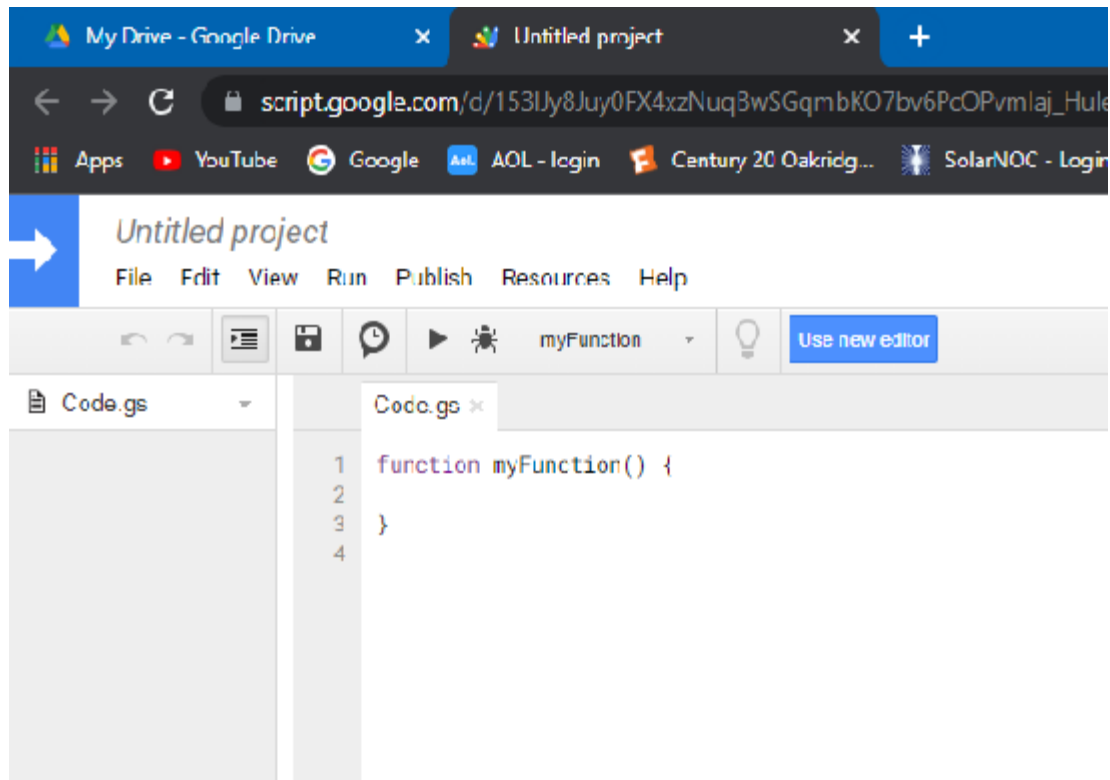 My Drive - Google Drive × Untitled project × +
script.google.com/d/
Apps YouTube Google Aol. AOL - login Century 20 Oakridg... SolarNOC - Login
Untitled project
File Edit View Run Publish Resources Help
myFunction Use new editor
Code.gs Code.gs ×
1 function myFunction() {
2
3 }
4